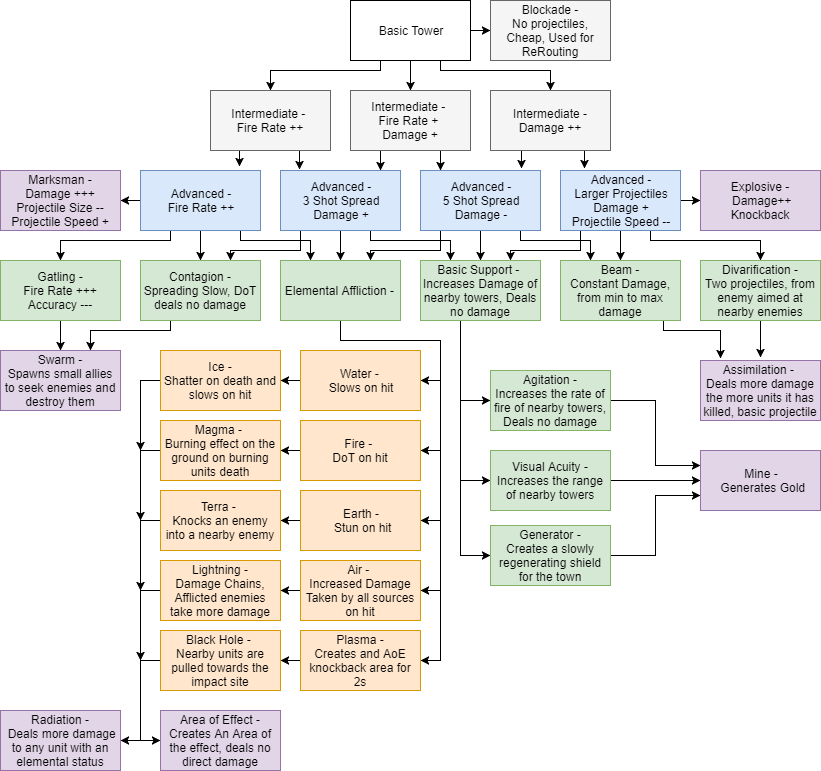 Basic Tower
Blockade -
No projectiles,
Cheap, Used for
ReRouting
Intermediate -
Fire Rate ++
Intermediate -
Fire Rate +
Damage +
Intermediate -
Damage ++
Marksman -
Damage +++
Projectile Size --
Projectile Speed +
Advanced -
Fire Rate ++
Advanced -
3 Shot Spread
Damage +
Advanced -
5 Shot Spread
Damage -
Advanced -
Larger Projectiles
Damage +
Projectile Speed --
Explosive -
Damage++
Knockback
Gatling -
Fire Rate +++
Accuracy ---
Contagion -
Spreading Slow, DoT
deals no damage
Elemental Affliction -
Basic Support -
Increases Damage of
nearby towers, Deals
no damage
Beam -
Constant Damage,
from min to max
damage
Divarification -
Two projectiles, from
enemy aimed at
nearby enemies
Swarm -
Spawns small allies
to seek enemies and
destroy them
Ice -
Shatter on death and
slows on hit
Water -
Slows on hit
Agitation -
Increases the rate of
fire of nearby towers,
Deals no damage
Assimilation -
Deals more damage
the more units it has
killed, basic projectile
Magma -
Burning effect on the
ground on burning
units death
Fire -
DoT on hit
Visual Acuity -
Increases the range
of nearby towers
Mine -
Generates Gold
Terra -
Knocks an enemy
into a nearby enemy
Earth -
Stun on hit
Generator -
Creates a slowly
regenerating shield
for the town
Lightning -
Damage Chains,
Afflicted enemies
take more damage
Air -
Increased Damage
Taken by all sources
on hit
Black Hole -
Nearby units are
pulled towards the
impact site
Plasma -
Creates and AoE
knockback area for
2s
Radiation -
Deals more damage
to any unit with an
elemental status
Area of Effect -
Creates An Area of
the effect, deals no
direct damage